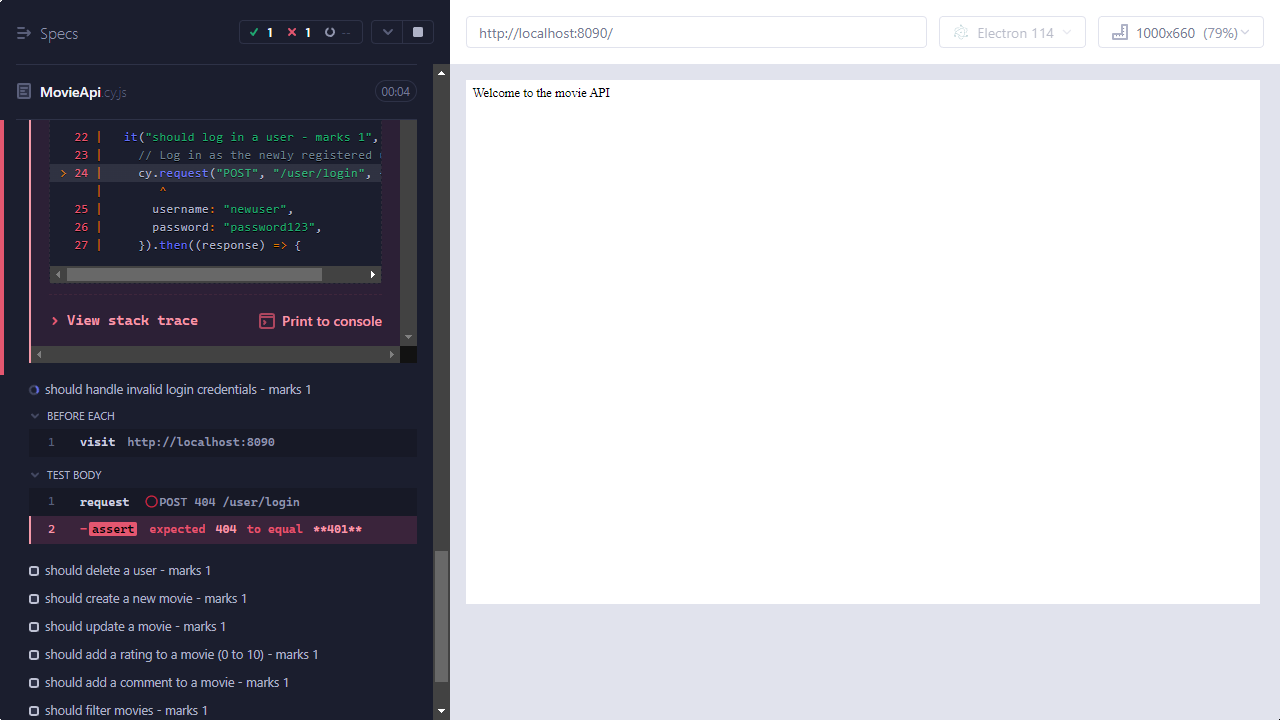 Specs
1 1 --
http://localhost:8090/
Electron 114
1000x660 (79%)
MovieApi.cy.js
00:04
Welcome to the movie API
22 | it("should log in a user - marks 1",
23 | // Log in as the newly registered
> 24 | cy.request("POST", "/user/login",
| ^
25 | username: "newuser",
26 | password: "password123",
27 | }).then((response) => {
View stack trace
Print to console
should handle invalid login credentials - marks 1
BEFORE EACH
1 visit http://localhost:8090
TEST BODY
1 request POST 404 /user/login
2 -assert expected 404 to equal **401**
should delete a user - marks 1
should create a new movie - marks 1
should update a movie - marks 1
should add a rating to a movie (0 to 10) - marks 1
should add a comment to a movie - marks 1
should filter movies - marks 1